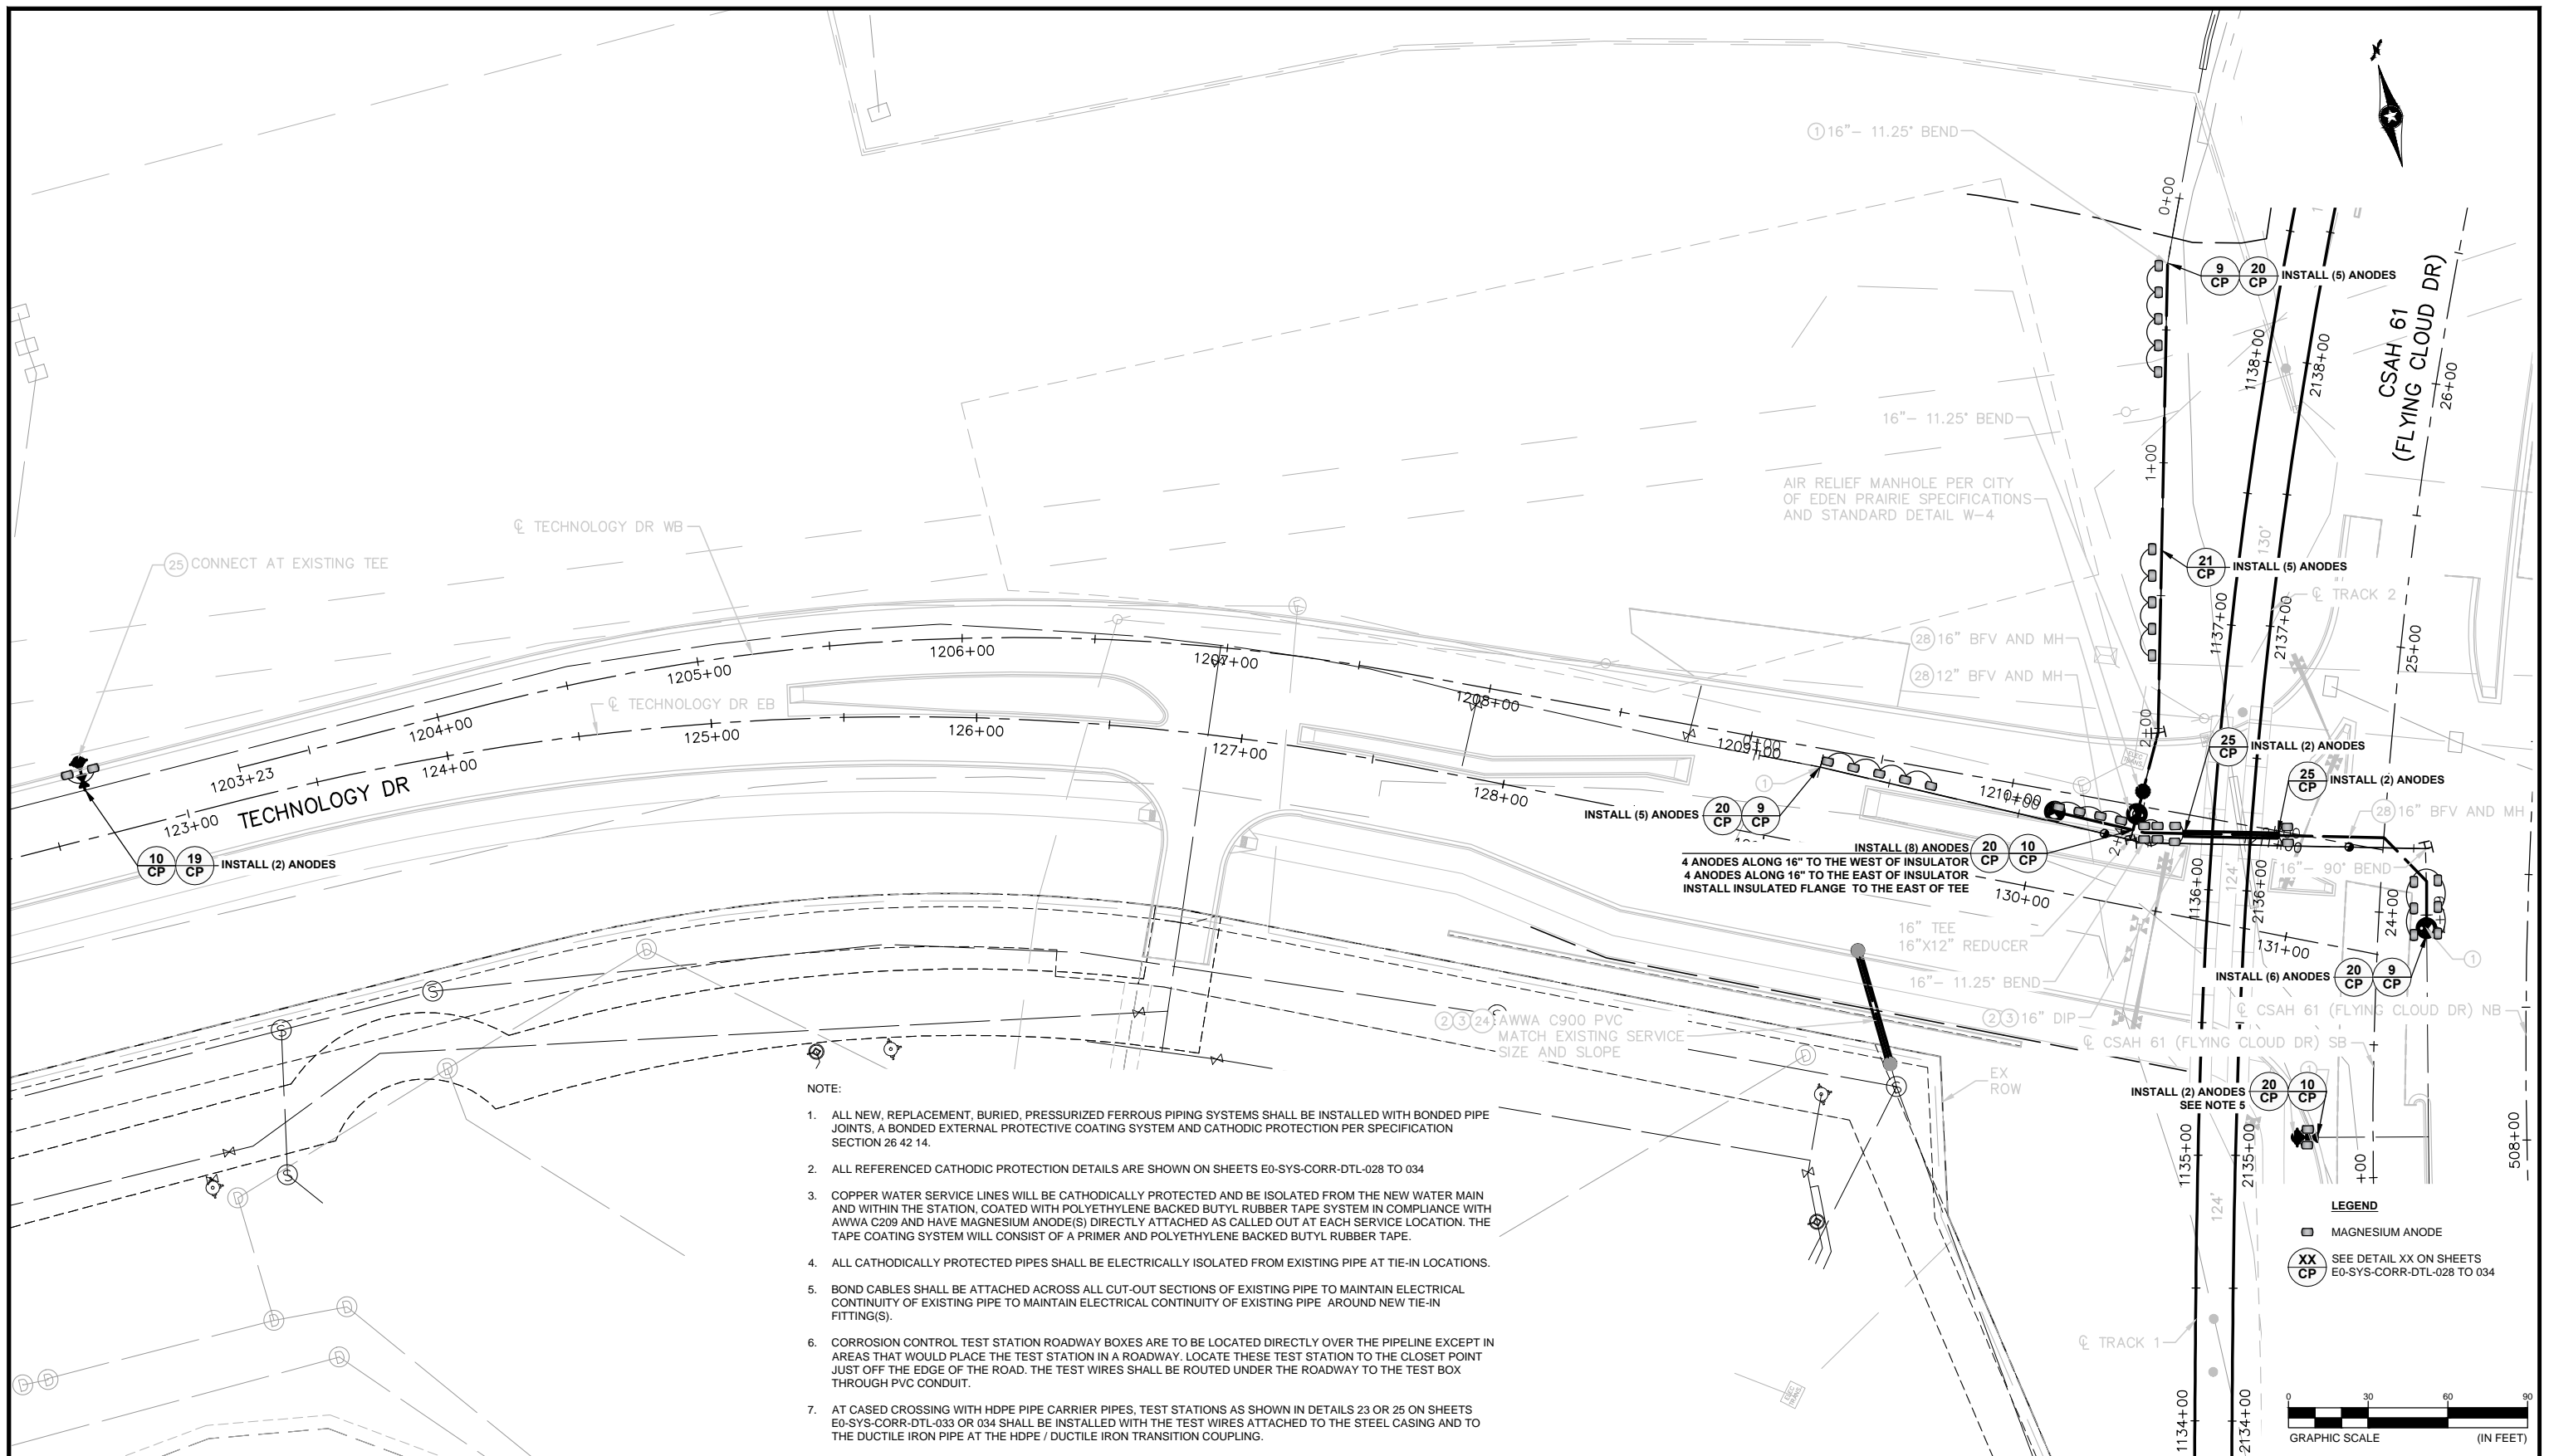 ① 16"- 11.25° BEND
0+00
9
CP
20
CP
INSTALL (5) ANODES
CSAH 61
(FLYING CLOUD DR)
1138+00
2138+00
26+00
16"- 11.25° BEND
1+00
AIR RELIEF MANHOLE PER CITY
OF EDEN PRAIRIE SPECIFICATIONS
AND STANDARD DETAIL W-4
130'
℄ TECHNOLOGY DR WB
25 CONNECT AT EXISTING TEE
21
CP
INSTALL (5) ANODES
℄ TRACK 2
1137+00
2137+00
25+00
28 16" BFV AND MH
28 12" BFV AND MH
1203+23
1204+00
1205+00
1206+00
1207+00
1208+00
1209+00
0+00
1210+00
1+00
2+00
℄ TECHNOLOGY DR EB
TECHNOLOGY DR
123+00
124+00
125+00
126+00
127+00
128+00
130+00
131+00
10
CP
19
CP
INSTALL (2) ANODES
①
INSTALL (5) ANODES
20
CP
9
CP
25
CP
INSTALL (2) ANODES
25
CP
INSTALL (2) ANODES
28 16" BFV AND MH
INSTALL (8) ANODES
20
CP
10
CP
4 ANODES ALONG 16" TO THE WEST OF INSULATOR
4 ANODES ALONG 16" TO THE EAST OF INSULATOR
INSTALL INSULATED FLANGE TO THE EAST OF TEE
16"- 90° BEND
1136+00
124'
2136+00
24+00
16" TEE
16"X12" REDUCER
16"- 11.25° BEND
INSTALL (6) ANODES
20
CP
9
CP
①
2 3 16" DIP
℄ CSAH 61 (FLYING CLOUD DR) NB
℄ CSAH 61 (FLYING CLOUD DR) SB
2 3 24 AWWA C900 PVC
MATCH EXISTING SERVICE
SIZE AND SLOPE
EX
ROW
INSTALL (2) ANODES
SEE NOTE 5
20
CP
10
CP
①
1135+00
2135+00
+00
508+00
124'
℄ TRACK 1
1134+00
2134+00
NOTE:
1. ALL NEW, REPLACEMENT, BURIED, PRESSURIZED FERROUS PIPING SYSTEMS SHALL BE INSTALLED WITH BONDED PIPE
JOINTS, A BONDED EXTERNAL PROTECTIVE COATING SYSTEM AND CATHODIC PROTECTION PER SPECIFICATION
SECTION 26 42 14.
2. ALL REFERENCED CATHODIC PROTECTION DETAILS ARE SHOWN ON SHEETS E0-SYS-CORR-DTL-028 TO 034
3. COPPER WATER SERVICE LINES WILL BE CATHODICALLY PROTECTED AND BE ISOLATED FROM THE NEW WATER MAIN
AND WITHIN THE STATION, COATED WITH POLYETHYLENE BACKED BUTYL RUBBER TAPE SYSTEM IN COMPLIANCE WITH
AWWA C209 AND HAVE MAGNESIUM ANODE(S) DIRECTLY ATTACHED AS CALLED OUT AT EACH SERVICE LOCATION. THE
TAPE COATING SYSTEM WILL CONSIST OF A PRIMER AND POLYETHYLENE BACKED BUTYL RUBBER TAPE.
4. ALL CATHODICALLY PROTECTED PIPES SHALL BE ELECTRICALLY ISOLATED FROM EXISTING PIPE AT TIE-IN LOCATIONS.
5. BOND CABLES SHALL BE ATTACHED ACROSS ALL CUT-OUT SECTIONS OF EXISTING PIPE TO MAINTAIN ELECTRICAL
CONTINUITY OF EXISTING PIPE TO MAINTAIN ELECTRICAL CONTINUITY OF EXISTING PIPE AROUND NEW TIE-IN
FITTING(S).
6. CORROSION CONTROL TEST STATION ROADWAY BOXES ARE TO BE LOCATED DIRECTLY OVER THE PIPELINE EXCEPT IN
AREAS THAT WOULD PLACE THE TEST STATION IN A ROADWAY. LOCATE THESE TEST STATION TO THE CLOSET POINT
JUST OFF THE EDGE OF THE ROAD. THE TEST WIRES SHALL BE ROUTED UNDER THE ROADWAY TO THE TEST BOX
THROUGH PVC CONDUIT.
7. AT CASED CROSSING WITH HDPE PIPE CARRIER PIPES, TEST STATIONS AS SHOWN IN DETAILS 23 OR 25 ON SHEETS
E0-SYS-CORR-DTL-033 OR 034 SHALL BE INSTALLED WITH THE TEST WIRES ATTACHED TO THE STEEL CASING AND TO
THE DUCTILE IRON PIPE AT THE HDPE / DUCTILE IRON TRANSITION COUPLING.
LEGEND
MAGNESIUM ANODE
XX
CP
SEE DETAIL XX ON SHEETS
E0-SYS-CORR-DTL-028 TO 034
0 30 60 90
GRAPHIC SCALE (IN FEET)